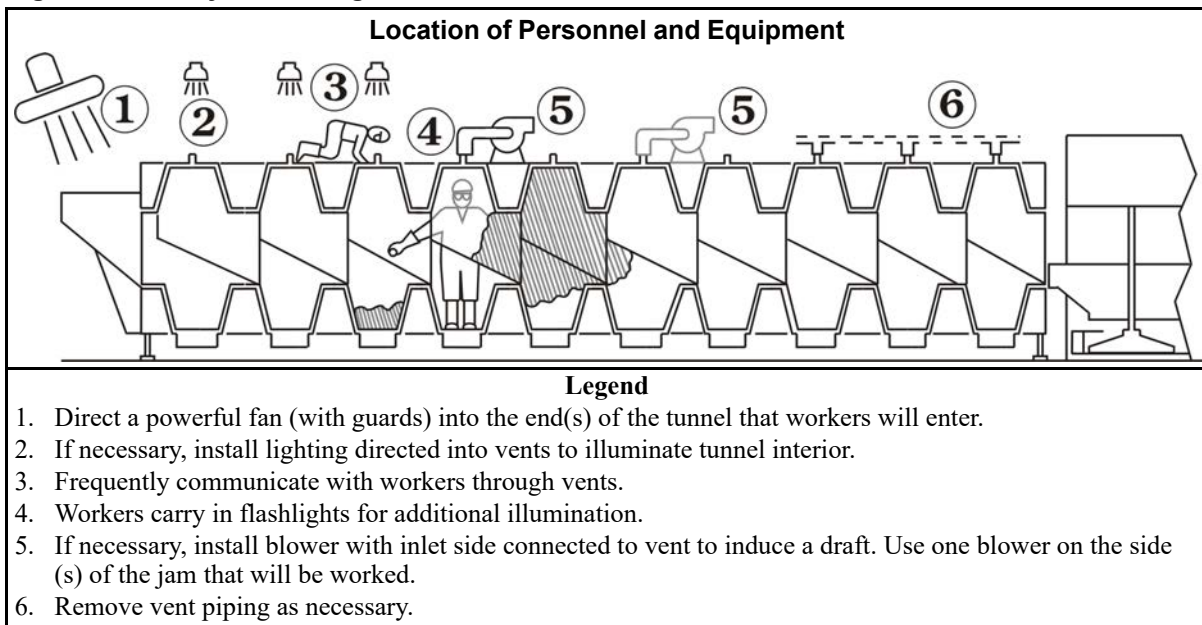 Location of Personnel and Equipment
1
2
3
4
5
5
6
Legend
1. Direct a powerful fan (with guards) into the end(s) of the tunnel that workers will enter.
2. If necessary, install lighting directed into vents to illuminate tunnel interior.
3. Frequently communicate with workers through vents.
4. Workers carry in flashlights for additional illumination.
5. If necessary, install blower with inlet side connected to vent to induce a draft. Use one blower on the side
(s) of the jam that will be worked.
6. Remove vent piping as necessary.